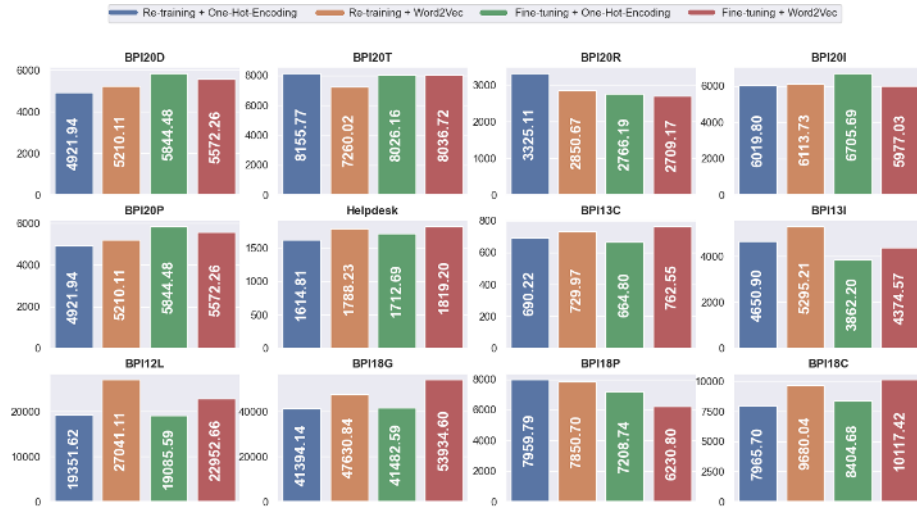 Re-training + One-Hot-Encoding Re-training + Word2Vec Fine-tuning + One-Hot-Encoding Fine-tuning + Word2Vec
BPI20D BPI20T BPI20R BPI20I
6000 4000 2000 0
4921.94 5210.11 5844.48 5572.26
8000 6000 4000 2000 0
8155.77 7260.02 8026.16 8036.72
3000 2000 1000 0
3325.11 2850.67 2766.19 2709.17
6000 4000 2000 0
6019.80 6113.73 6705.69 5977.03
BPI20P Helpdesk BPI13C BPI13I
6000 4000 2000 0
4921.94 5210.11 5844.48 5572.26
1500 1000 500 0
1614.81 1788.23 1712.69 1819.20
800 600 400 200 0
690.22 729.97 664.80 762.55
4000 2000 0
4650.90 5295.21 3862.20 4374.57
BPI12L BPI18G BPI18P BPI18C
20000 10000 0
19351.62 27041.11 19085.59 22952.86
40000 20000 0
41394.14 47630.84 41482.59 53934.60
8000 6000 4000 2000 0
7959.79 7850.70 7208.74 6230.80
10000 7500 5000 2500 0
7965.70 9680.04 8404.68 10117.42